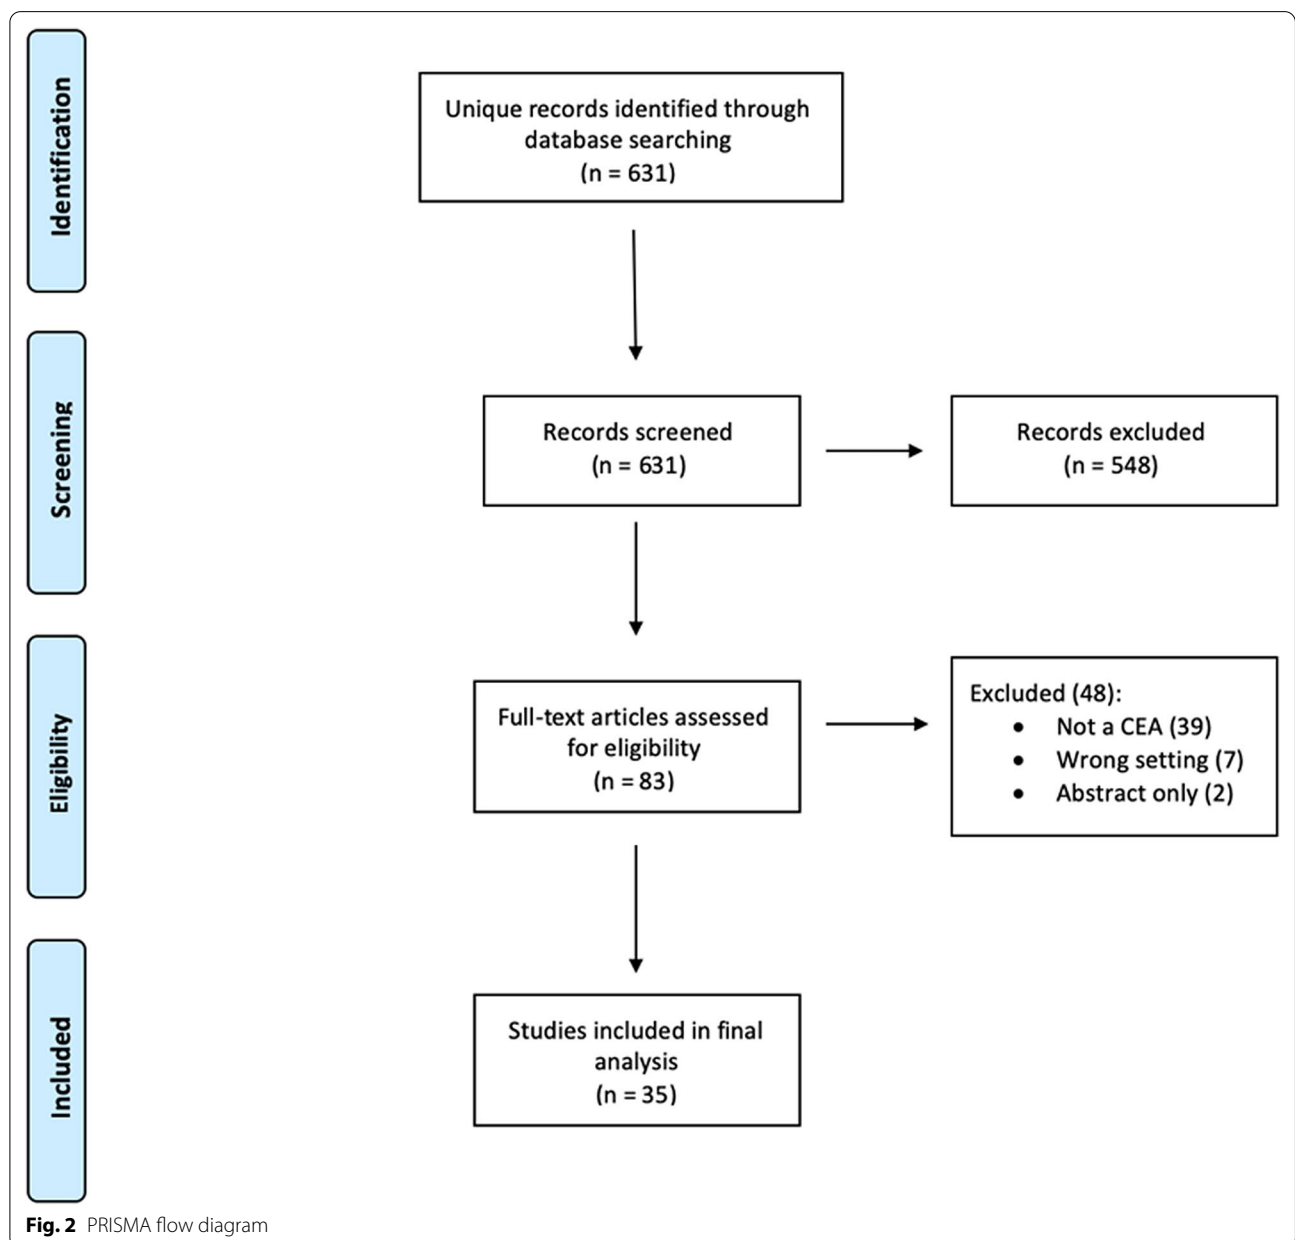 Identification
Unique records identified through
database searching
(n = 631)
Screening
Records screened
(n = 631)
Records excluded
(n = 548)
Eligibility
Full-text articles assessed
for eligibility
(n = 83)
Excluded (48):
• Not a CEA (39)
• Wrong setting (7)
• Abstract only (2)
Included
Studies included in final
analysis
(n = 35)
Fig. 2 PRISMA flow diagram